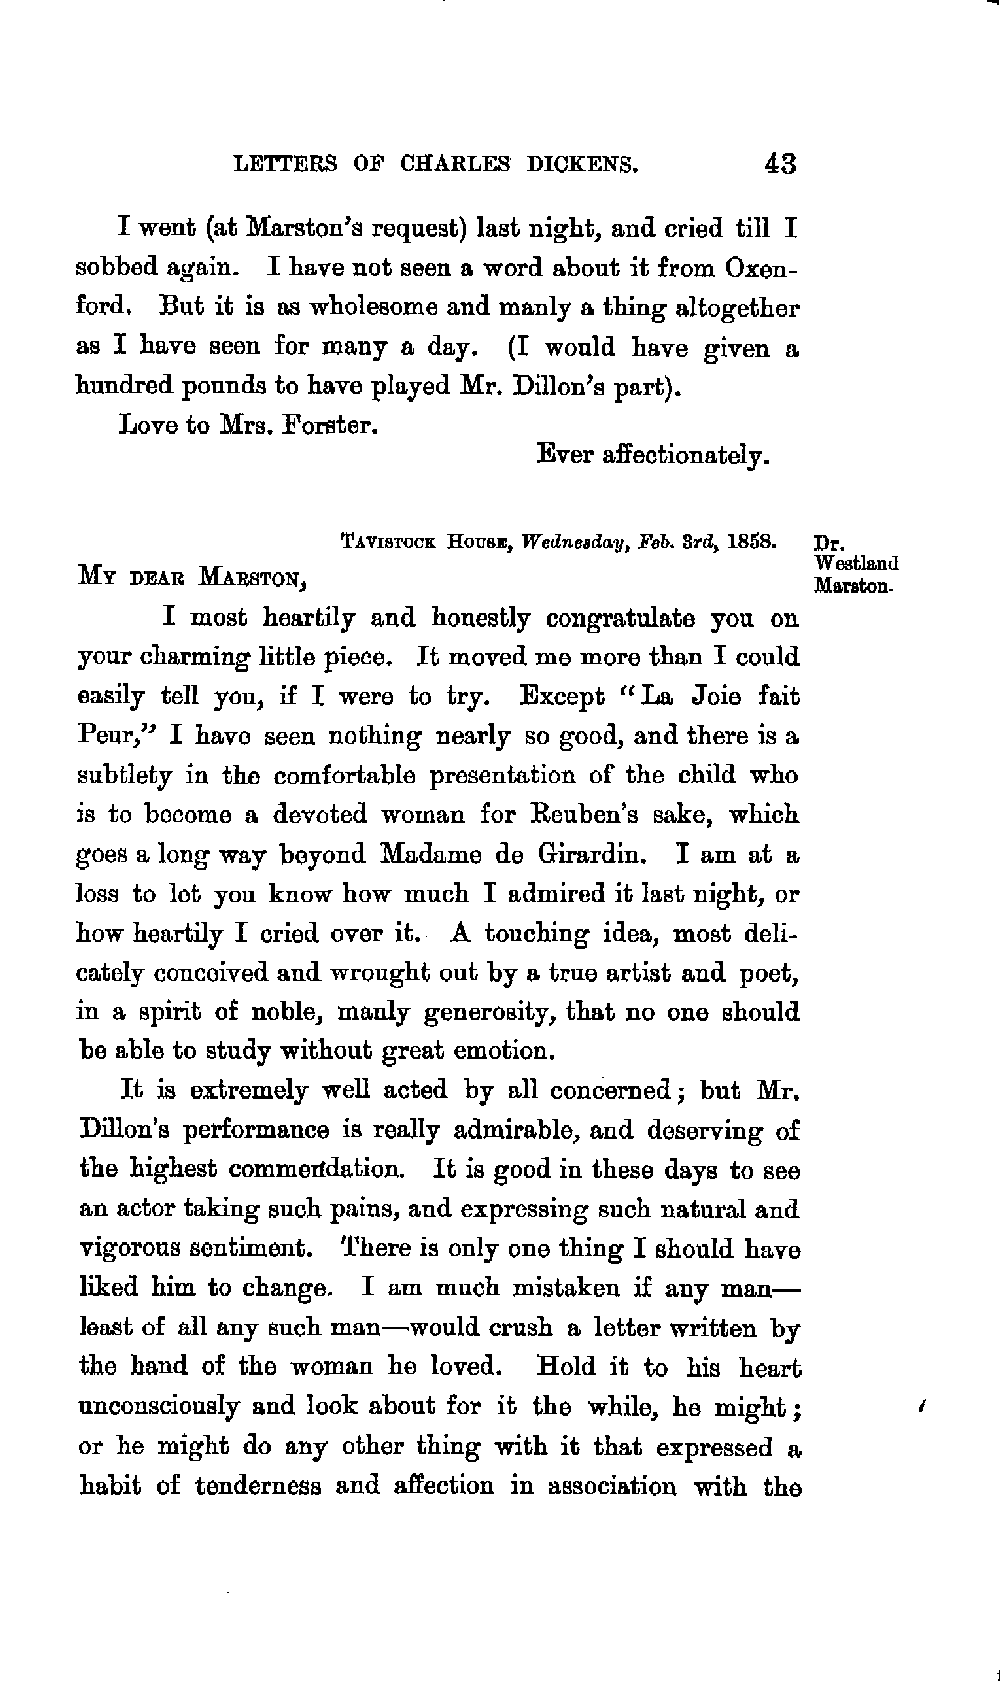 LETTERS OF CHARLES DICKENS. 43
I went (at Marston's request) last night, and cried till I
sobbed again. I have not seen a word about it from Oxen-
ford. But it is as wholesome and manly a thing altogether
as I have seen for many a day. (I would have given a
hundred pounds to have played Mr. Dillon's part).
Love to Mrs. Forster.
Ever affectionately.
TAVISTOCK HOUSE, Wednesday, Feb. 3rd, 1858.
Dr.
Westland
Marston.
MY DEAR MARSTON,
I most heartily and honestly congratulate you on
your charming little piece. It moved me more than I could
easily tell you, if I were to try. Except "La Joie fait
Peur," I have seen nothing nearly so good, and there is a
subtlety in the comfortable presentation of the child who
is to become a devoted woman for Reuben's sake, which
goes a long way beyond Madame de Girardin. I am at a
loss to let you know how much I admired it last night, or
how heartily I cried over it. A touching idea, most deli-
cately conceived and wrought out by a true artist and poet,
in a spirit of noble, manly generosity, that no one should
be able to study without great emotion.
It is extremely well acted by all concerned; but Mr.
Dillon's performance is really admirable, and deserving of
the highest commendation. It is good in these days to see
an actor taking such pains, and expressing such natural and
vigorous sentiment. There is only one thing I should have
liked him to change. I am much mistaken if any man—
least of all any such man—would crush a letter written by
the hand of the woman he loved. Hold it to his heart
unconsciously and look about for it the while, he might;
or he might do any other thing with it that expressed a
habit of tenderness and affection in association with the